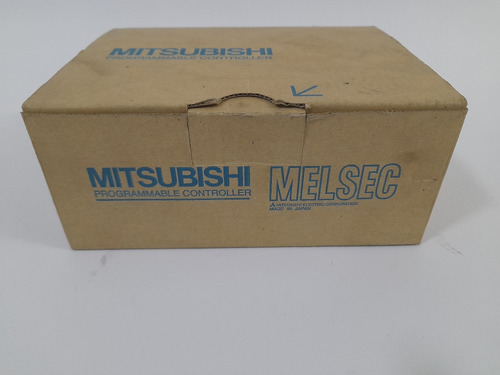 MITSUBISHI
PROGRAMMABLE CONTROLLER
MITSUBISHI
PROGRAMMABLE CONTROLLER
MELSEC
MITSUBISHI ELECTRIC CORPORATION
MADE IN JAPAN